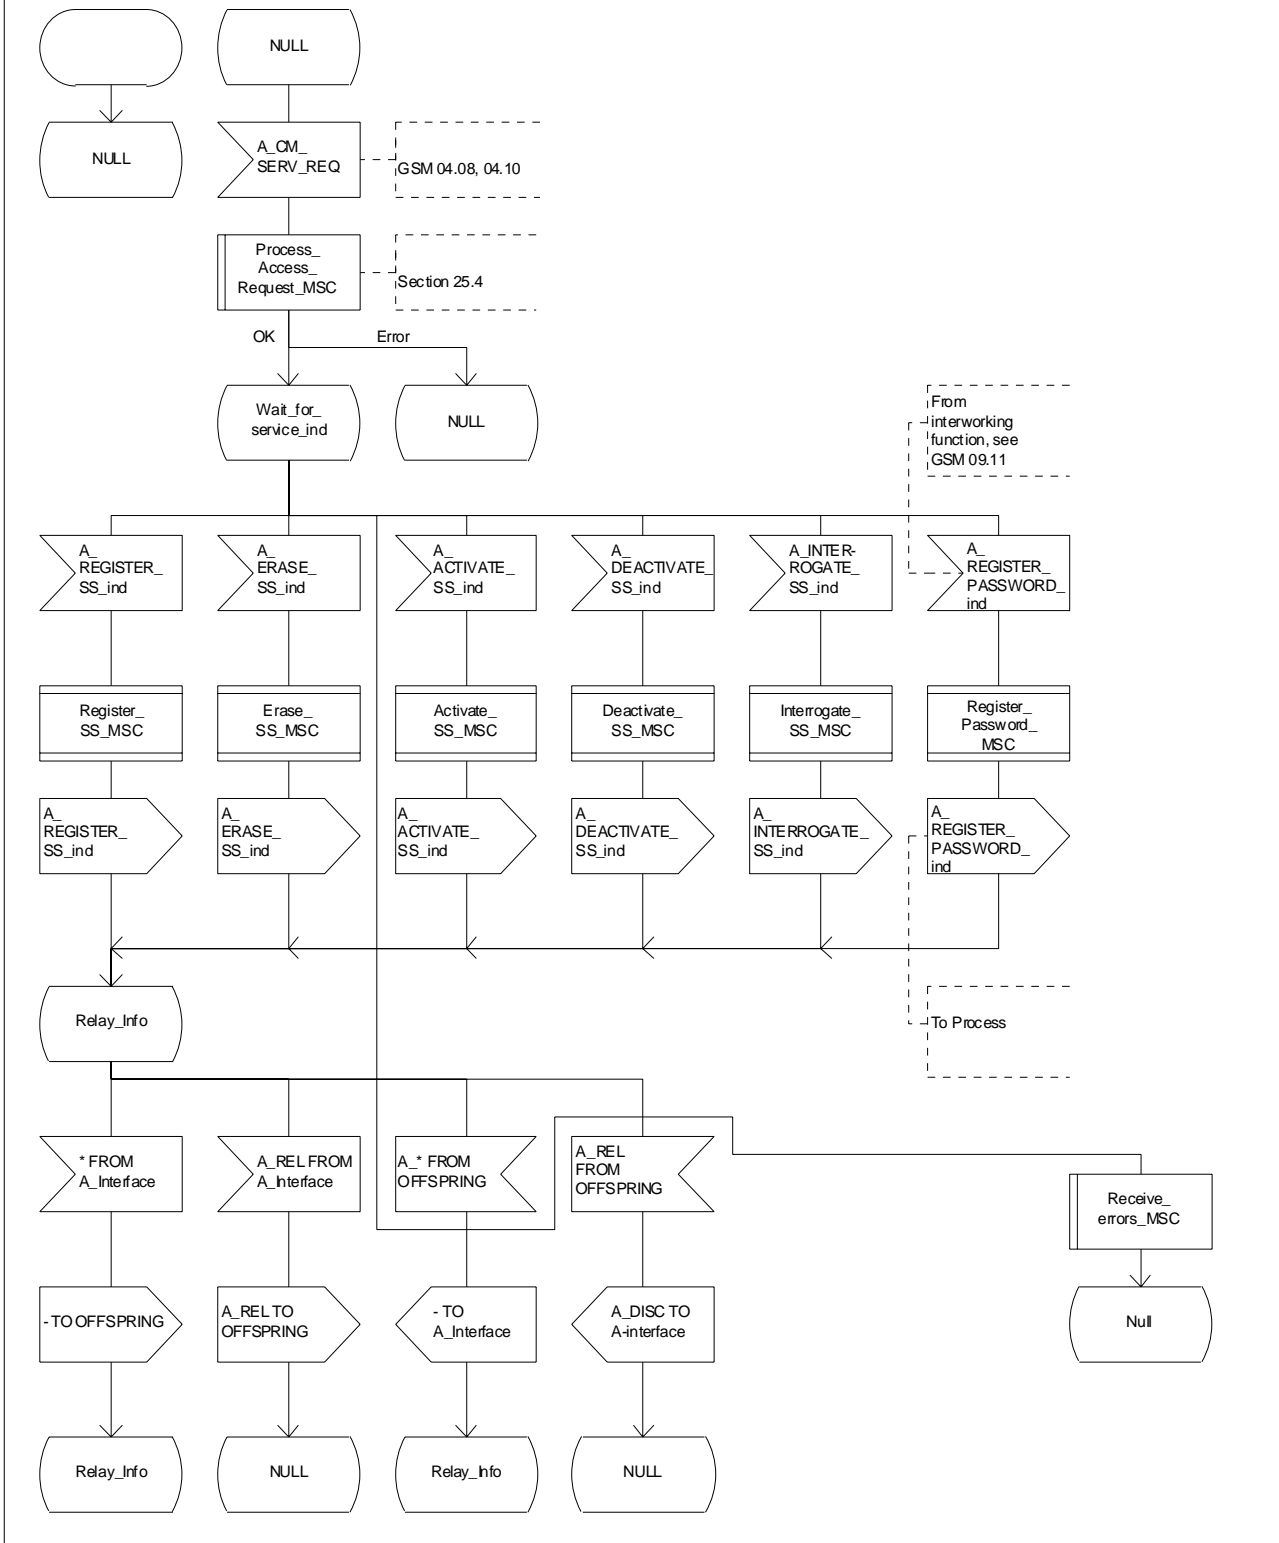 NULL
NULL
A_CM_
SERV_REQ
GSM 04.08, 04.10
Process_
Access_
Request_MSC
Section 25.4
OK
Error
Wait_for_
service_ind
NULL
From
interworking
function, see
GSM 09.11
A_
REGISTER_
SS_ind
A_
ERASE_
SS_ind
A_
ACTIVATE_
SS_ind
A_
DEACTIVATE_
SS_ind
A_INTER-
ROGATE_
SS_ind
A_
REGISTER_
PASSWORD_
ind
Register_
SS_MSC
Erase_
SS_MSC
Activate_
SS_MSC
Deactivate_
SS_MSC
Interrogate_
SS_MSC
Register_
Password_
MSC
A_
REGISTER_
SS_ind
A_
ERASE_
SS_ind
A_
ACTIVATE_
SS_ind
A_
DEACTIVATE_
SS_ind
A_
INTERROGATE_
SS_ind
A_
REGISTER_
PASSWORD_
ind
Relay_Info
To Process
* FROM
A_Interface
A_REL FROM
A_Interface
A_* FROM
OFFSPRING
A_REL
FROM
OFFSPRING
Receive_
errors_MSC
- TO OFFSPRING
A_REL TO
OFFSPRING
- TO
A_Interface
A_DISC TO
A-interface
Null
Relay_Info
NULL
Relay_Info
NULL